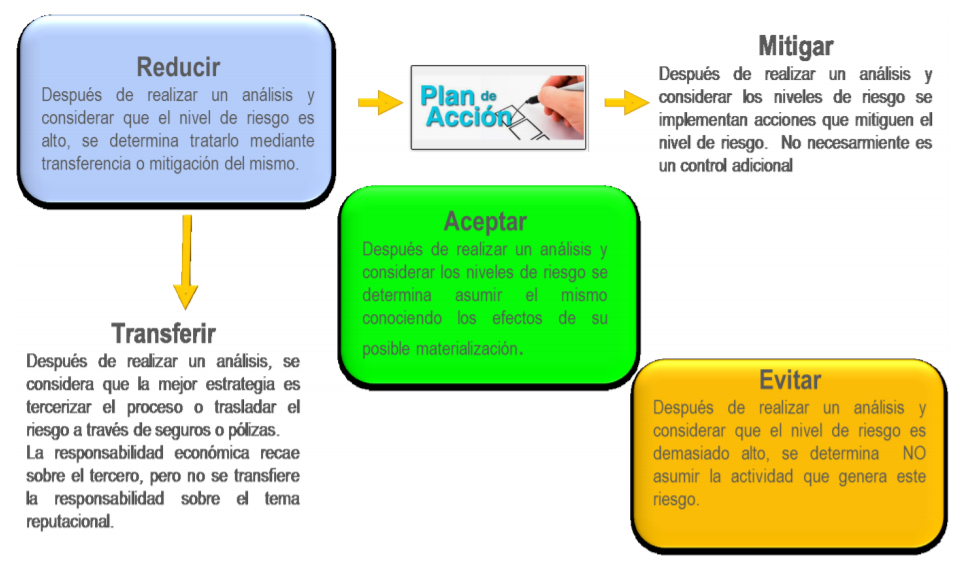 Reducir
Después de realizar un análisis y
considerar que el nivel de riesgo es
alto, se determina tratarlo mediante
transferencia o mitigación del mismo.
Plan de
Acción
Mitigar
Después de realizar un análisis y
considerar los niveles de riesgo se
implementan acciones que mitiguen el
nivel de riesgo. No necesarmiente es
un control adicional
Aceptar
Después de realizar un análisis y
considerar los niveles de riesgo se
determina asumir el mismo
conociendo los efectos de su
posible materialización.
Transferir
Después de realizar un análisis, se
considera que la mejor estrategia es
tercerizar el proceso o trasladar el
riesgo a través de seguros o pólizas.
La responsabilidad económica recae
sobre el tercero, pero no se transfiere
la responsabilidad sobre el tema
reputacional.
Evitar
Después de realizar un análisis y
considerar que el nivel de riesgo es
demasiado alto, se determina NO
asumir la actividad que genera este
riesgo.